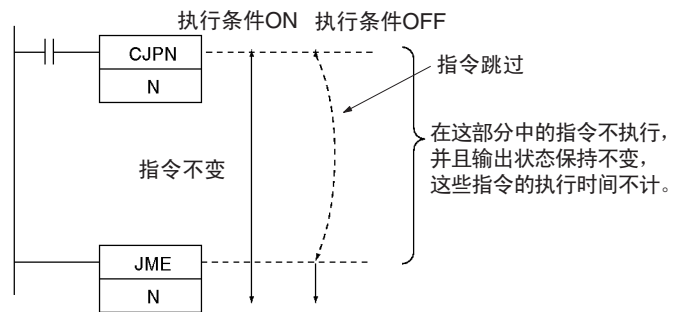 执行条件ON 执行条件OFF
CJPN
N
指令跳过
在这部分中的指令不执行，
并且输出状态保持不变，
这些指令的执行时间不计。
指令不变
JME
N